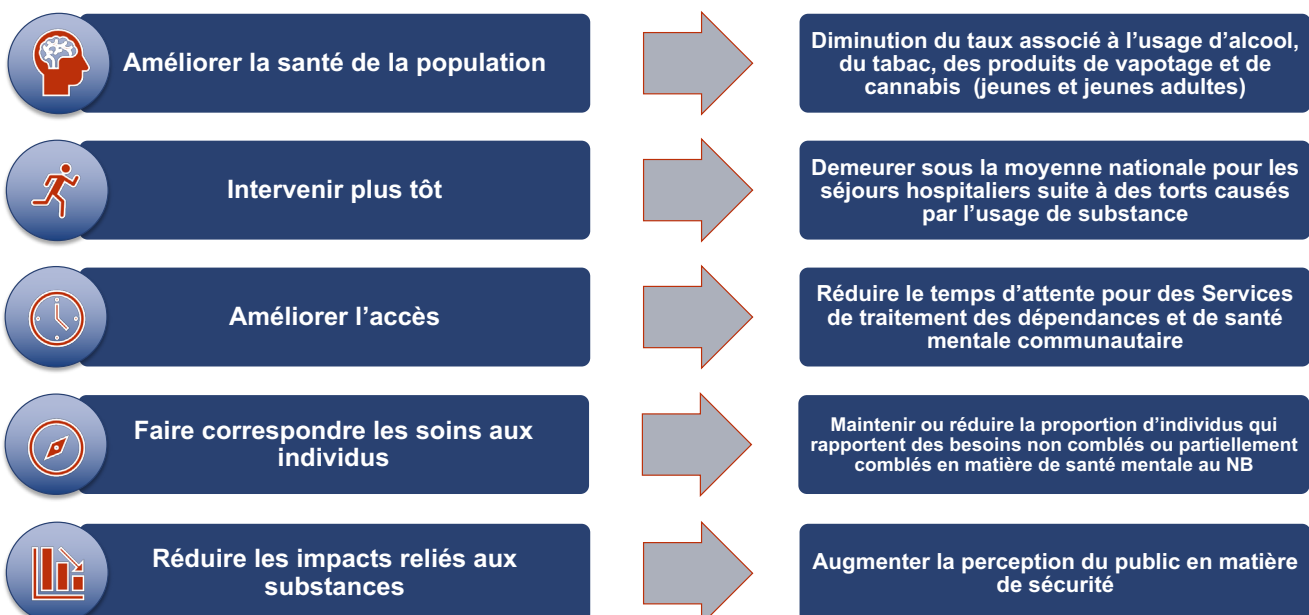 Améliorer la santé de la population
Diminution du taux associé à l’usage d’alcool,
du tabac, des produits de vapotage et de
cannabis (jeunes et jeunes adultes)
Intervenir plus tôt
Demeurer sous la moyenne nationale pour les
séjours hospitaliers suite à des torts causés
par l’usage de substance
Améliorer l’accès
Réduire le temps d’attente pour des Services
de traitement des dépendances et de santé
mentale communautaire
Faire correspondre les soins aux
individus
Maintenir ou réduire la proportion d’individus qui
rapportent des besoins non comblés ou partiellement
comblés en matière de santé mentale au NB
Réduire les impacts reliés aux
substances
Augmenter la perception du public en matière
de sécurité